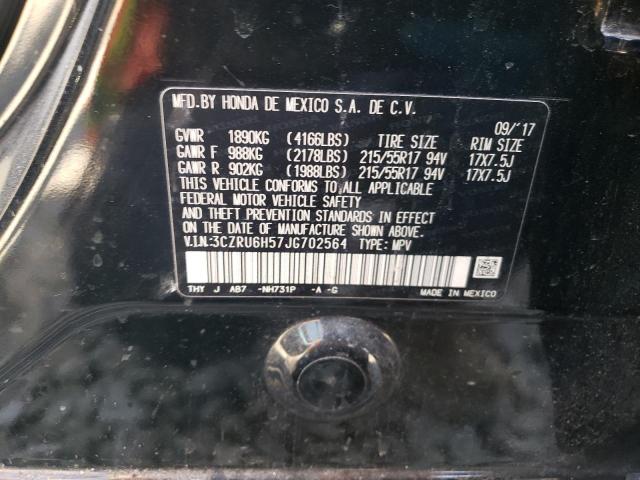 MFD.BY HONDA DE MEXICO S.A. DE C.V.
09/'17
GVWR 1890KG (4166LBS) TIRE SIZE RIM SIZE
GAWR F 988KG (2178LBS) 215/55R17 94V 17X7.5J
GAWR R 902KG (1988LBS) 215/55R17 94V 17X7.5J
THIS VEHICLE CONFORMS TO ALL APPLICABLE
FEDERAL MOTOR VEHICLE SAFETY
AND THEFT PREVENTION STANDARDS IN EFFECT
ON THE DATE OF MANUFACTURE SHOWN ABOVE.
V.I.N:3CZRU6H57JG702564 TYPE: MPV
THY J AB7 -NH731P -A -G
MADE IN MEXICO